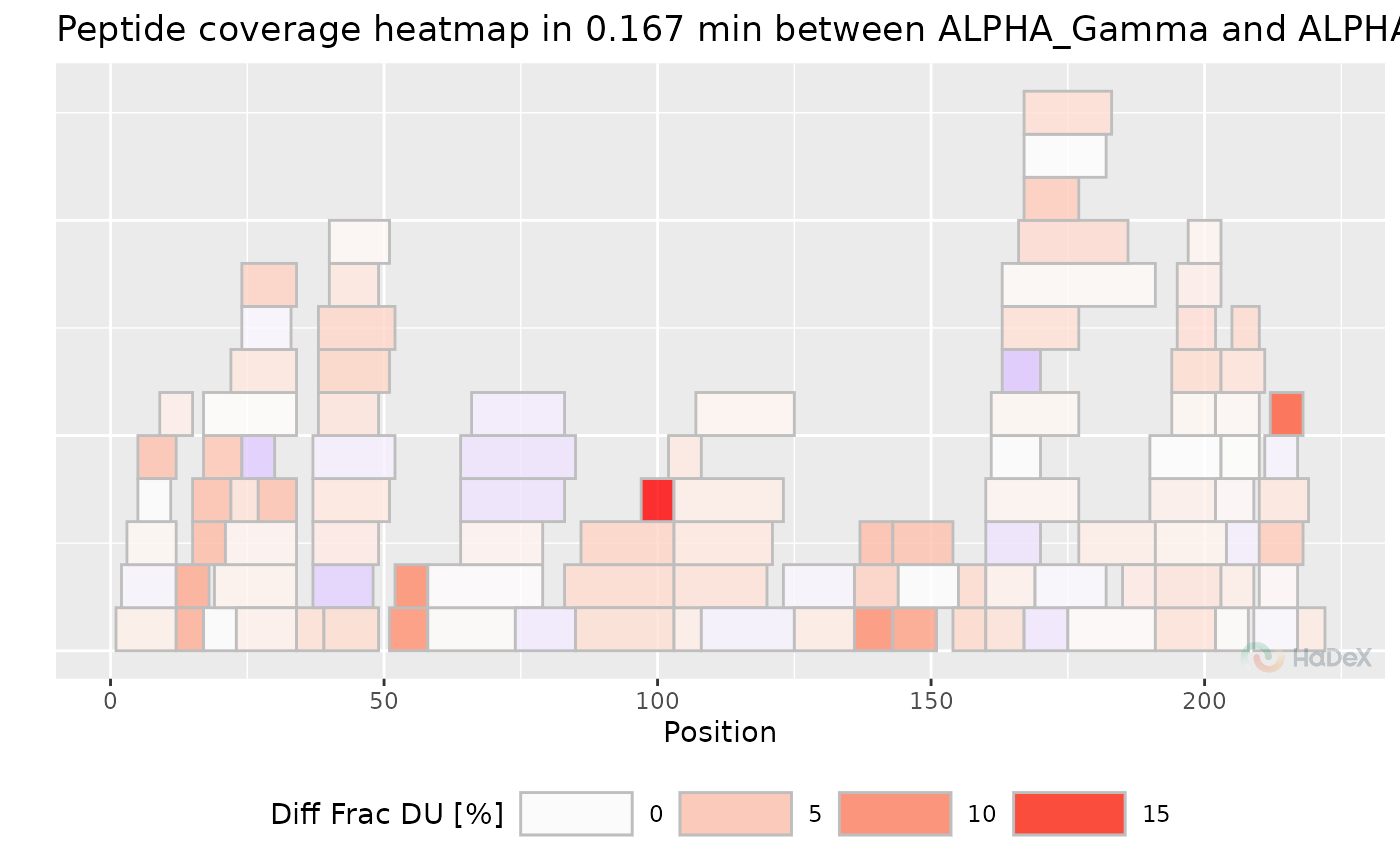 Peptide coverage heatmap in 0.167 min between ALPHA_Gamma and ALPHA
HaDeX
0 50 100 150 200
Position
Diff Frac DU [%] 0 5 10 15